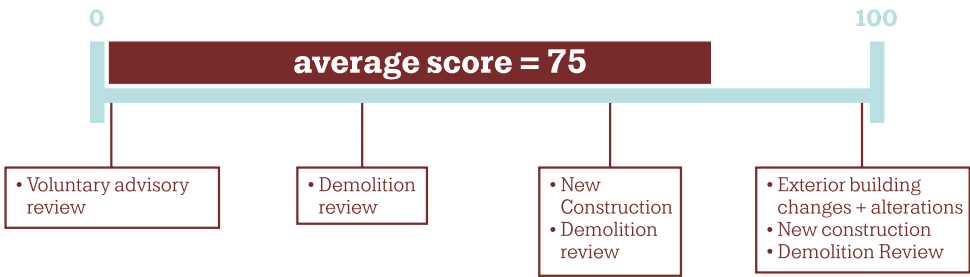 0
100
average score = 75
• Voluntary advisory
review
• Demolition
review
• New
Construction
• Demolition
review
• Exterior building
changes + alterations
• New construction
• Demolition Review